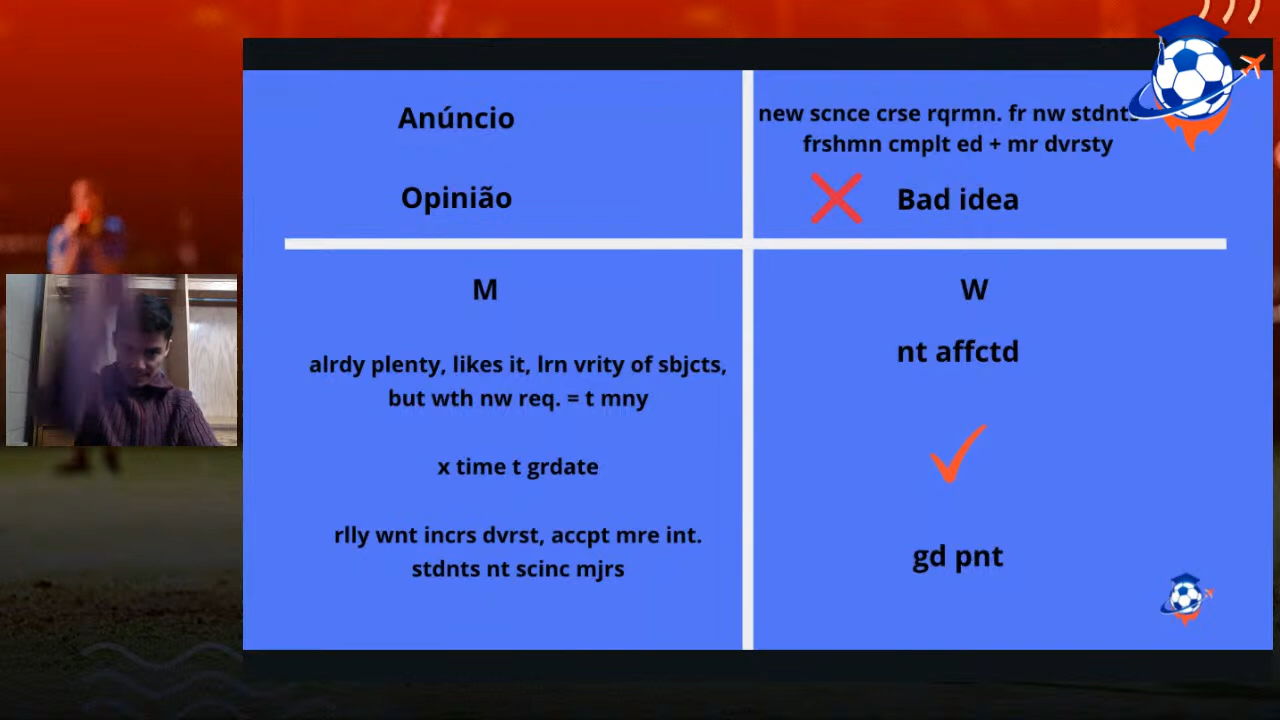 Anúncio
new scnce crse rqrmn. fr nw stdnts
frshmn cmplt ed + mr dvrsty
Opinião
Bad idea
M
W
alrdy plenty, likes it, lrn vrity of sbjcts,
but wth nw req. = t mny
nt affctd
x time t grdate
rlly wnt incrs dvrst, accpt mre int.
stdnts nt scinc mjrs
gd pnt